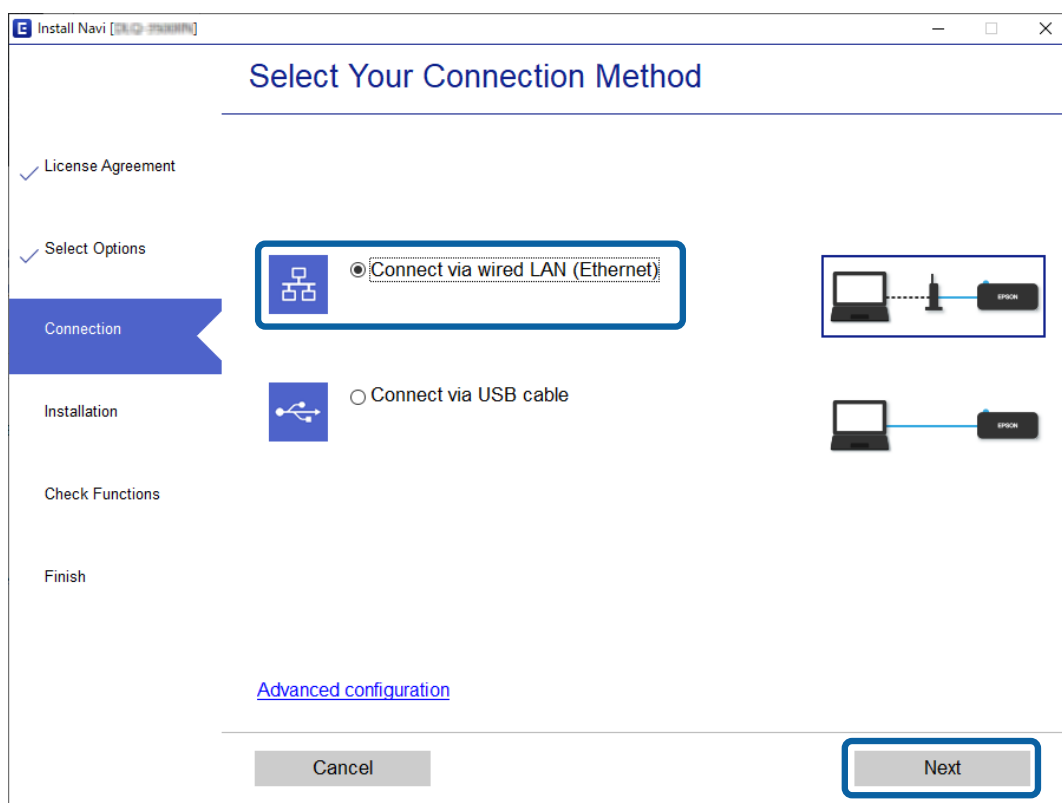 Install Navi [
]
Select Your Connection Method
License Agreement
Select Options
Connection
Installation
Check Functions
Finish
Connect via wired LAN (Ethernet)
EPSON
Connect via USB cable
EPSON
Advanced configuration
Cancel
Next